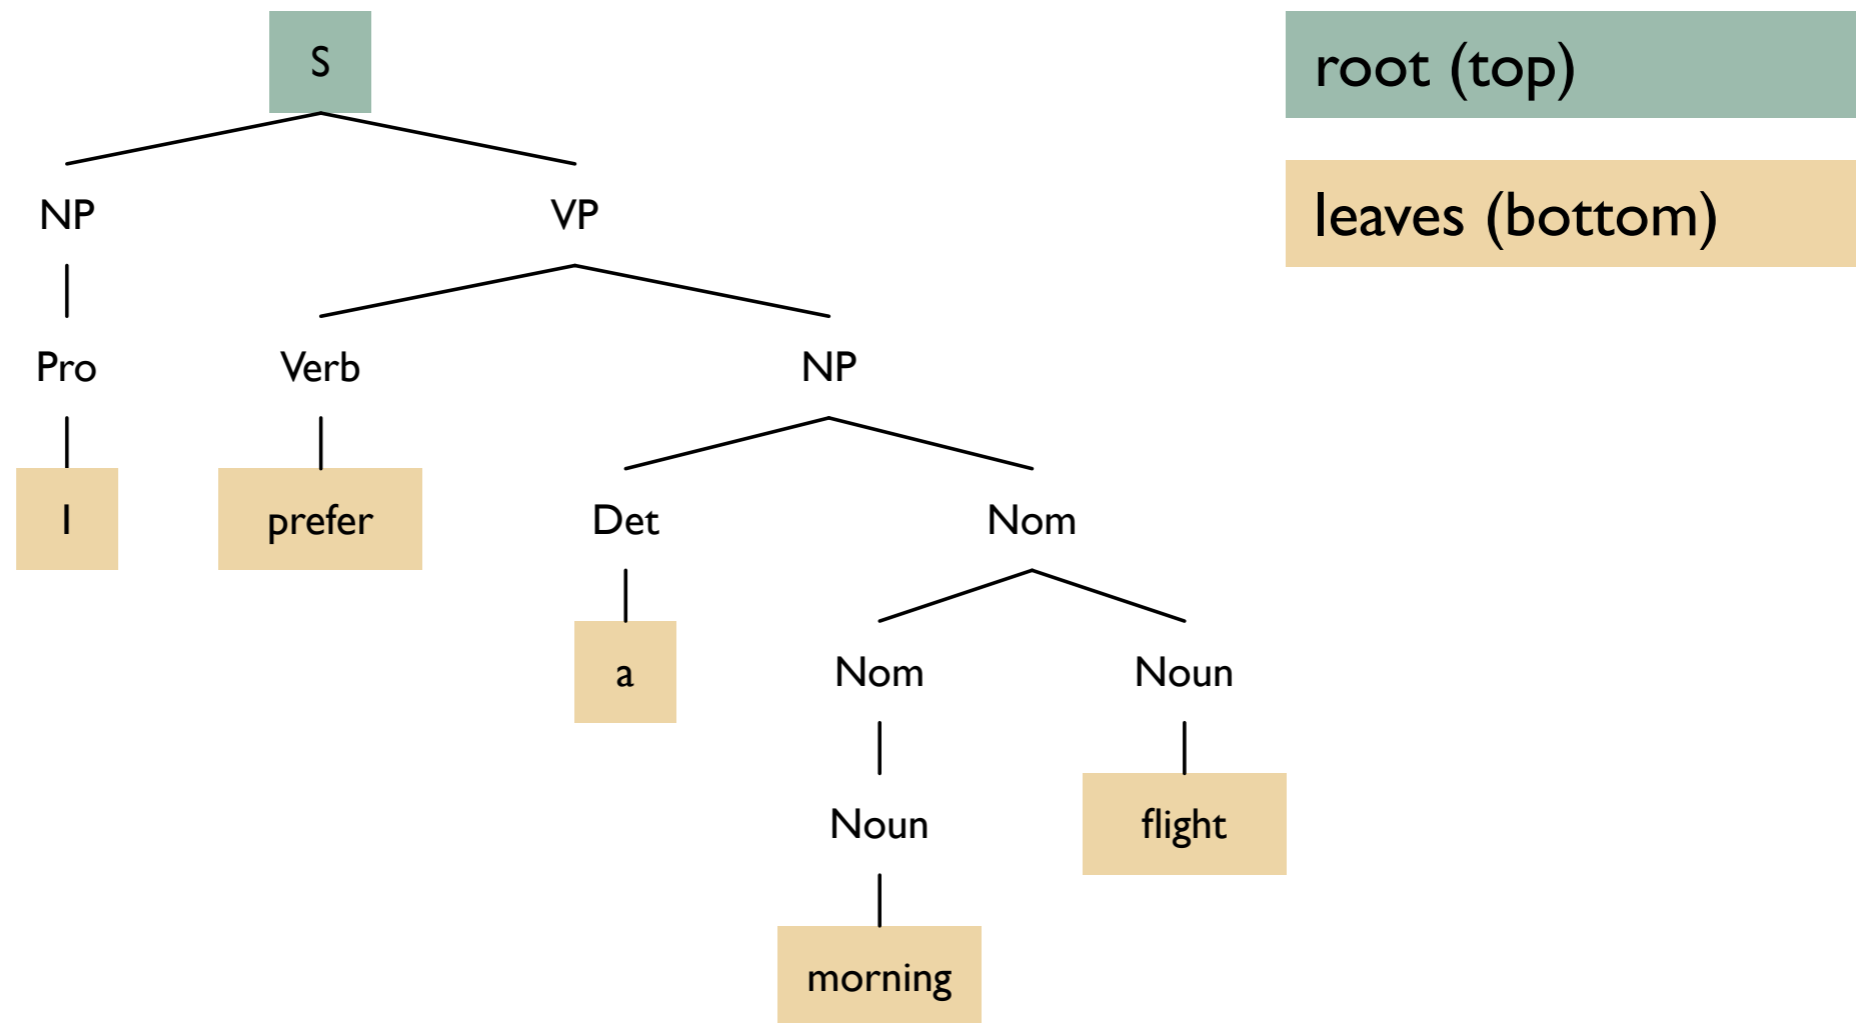 S
root (top)
NP VP
leaves (bottom)
Pro Verb NP
I prefer Det Nom
a Nom Noun
Noun flight
morning